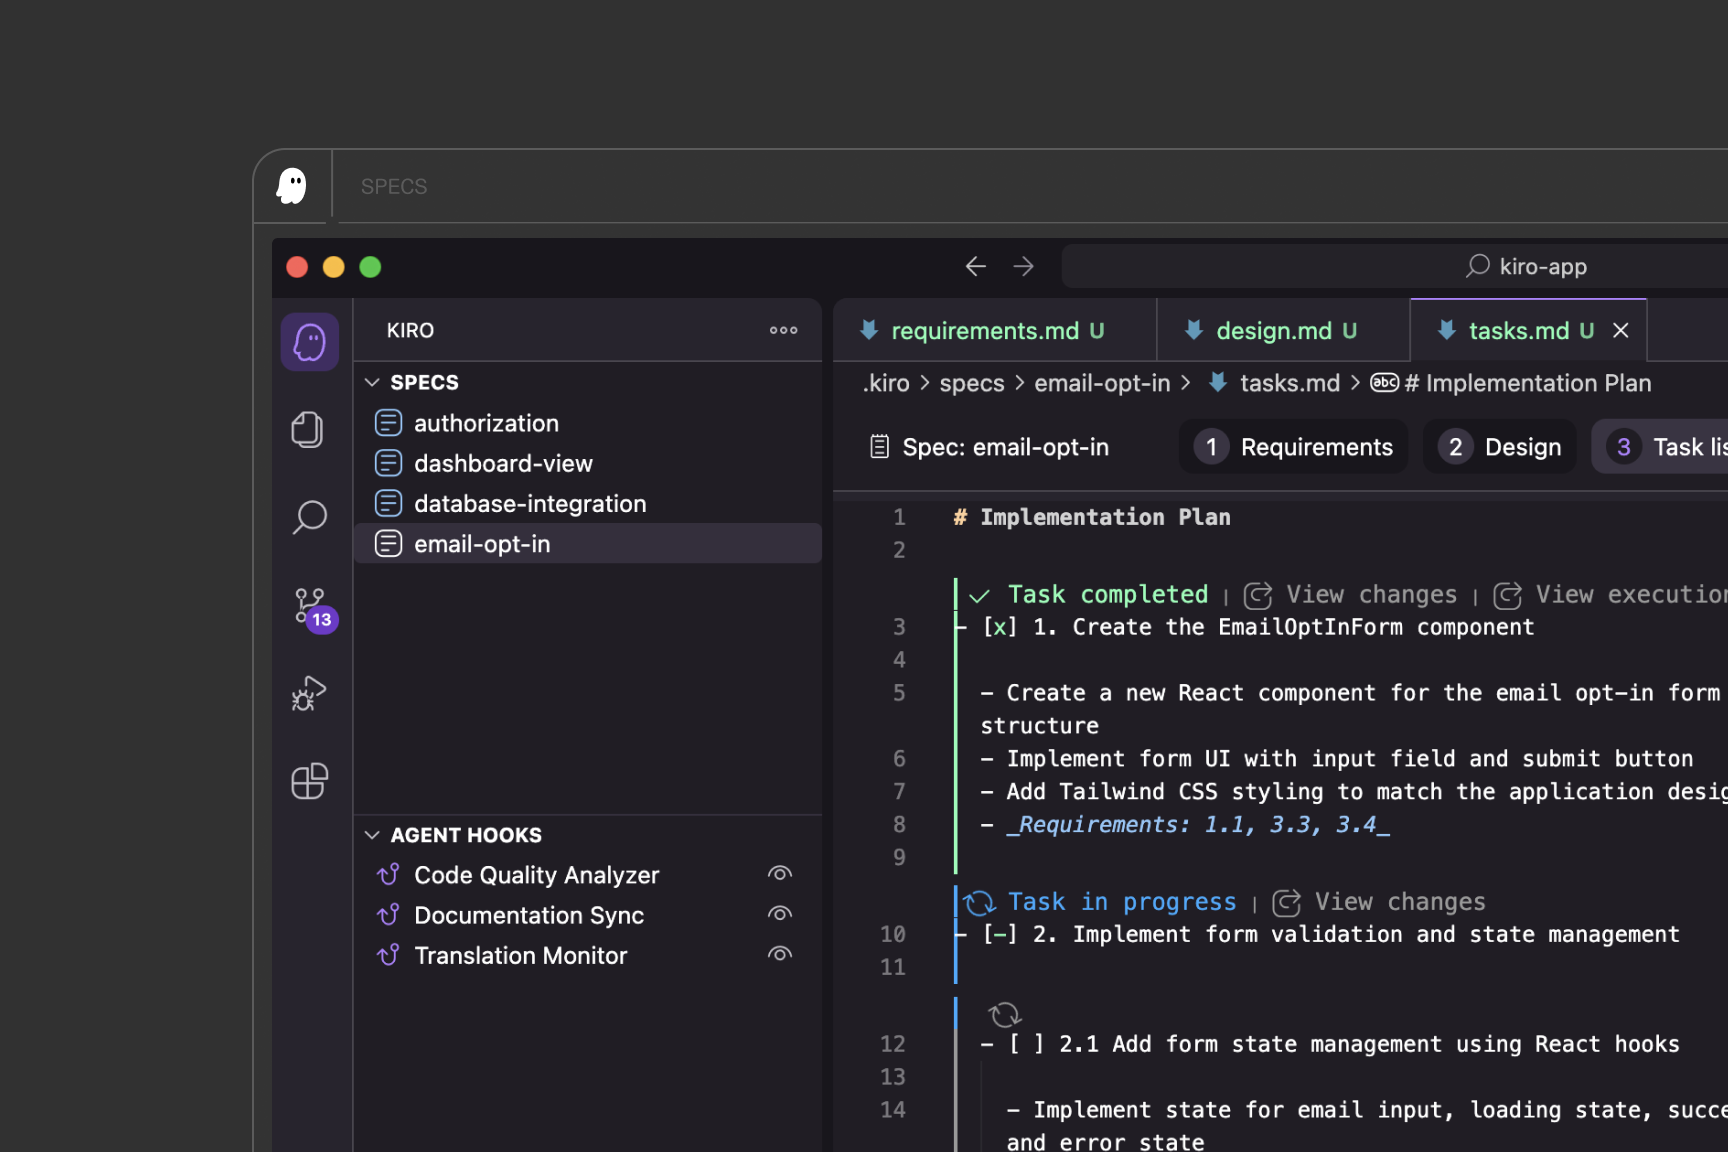 SPECS
kiro-app
KIRO
SPECS
authorization
dashboard-view
database-integration
email-opt-in
13
AGENT HOOKS
Code Quality Analyzer
Documentation Sync
Translation Monitor
requirements.md U
design.md U
tasks.md U
.kiro > specs > email-opt-in > tasks.md > abc # Implementation Plan
Spec: email-opt-in 1 Requirements 2 Design 3 Task lis
1 # Implementation Plan
2
Task completed | View changes | View execution
3 - [x] 1. Create the EmailOptInForm component
4
5 - Create a new React component for the email opt-in form
structure
6 - Implement form UI with input field and submit button
7 - Add Tailwind CSS styling to match the application desig
8 - _Requirements: 1.1, 3.3, 3.4_
9
Task in progress | View changes
10 - [-] 2. Implement form validation and state management
11
12 - [ ] 2.1 Add form state management using React hooks
13
14 - Implement state for email input, loading state, succe
and error state